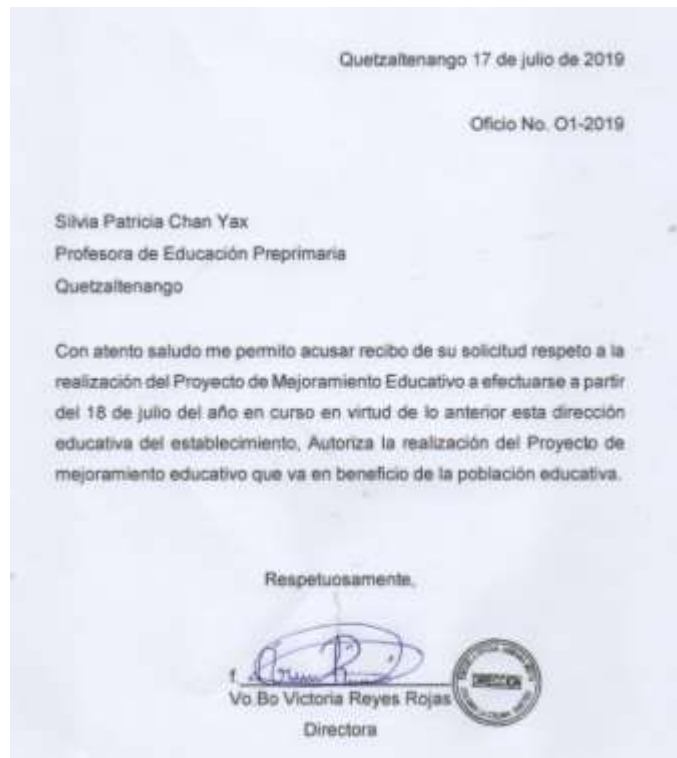 Quetzaltenango 17 de julio de 2019
Oficio No. O1-2019
Silvia Patricia Chan Yax
Profesora de Educación Preprimaria
Quetzaltenango
Con atento saludo me permito acusar recibo de su solicitud respeto a la
realización del Proyecto de Mejoramiento Educativo a efectuarse a partir
del 18 de julio del año en curso en virtud de lo anterior esta dirección
educativa del establecimiento, Autoriza la realización del Proyecto de
mejoramiento educativo que va en beneficio de la población educativa.
Respetuosamente,
f.
Vo.Bo Victoria Reyes Rojas
DIRECCION
Directora